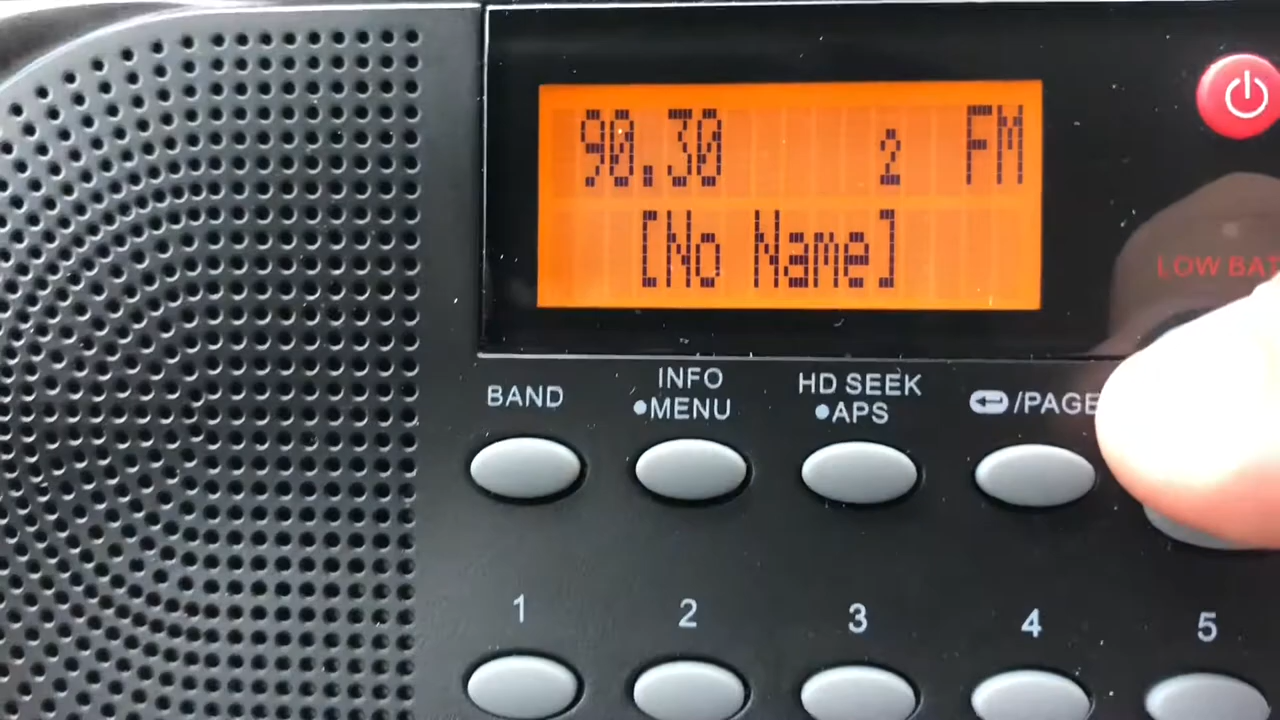 90.30 2 FM
[No Name]
LOW BAT
BAND
INFO
•MENU
HD SEEK
•APS
/PAGE
1 2 3 4 5